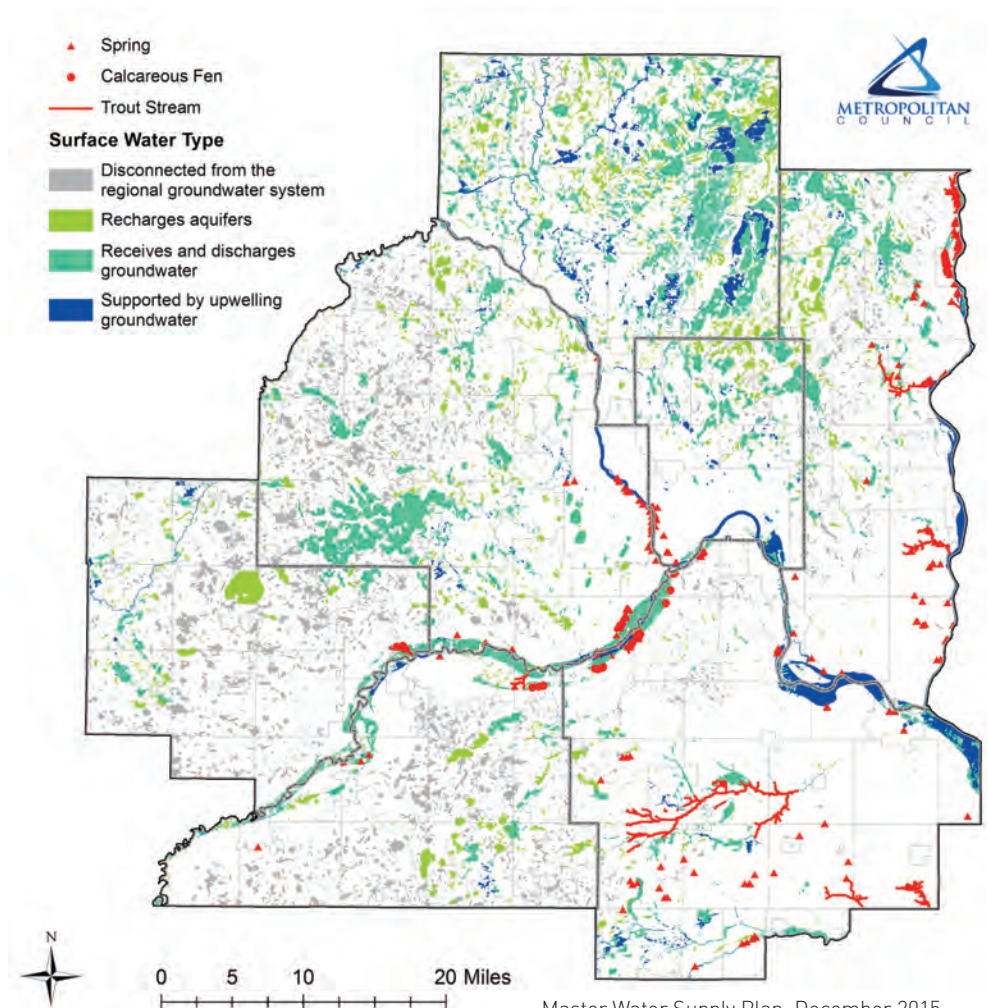 Spring
Calcareous Fen
Trout Stream
Surface Water Type
Disconnected from the
regional groundwater system
Recharges aquifers
Receives and discharges
groundwater
Supported by upwelling
groundwater
METROPOLITAN
COUNCIL
N
0 5 10 20 Miles
Master Water Supply Plan, December 2015